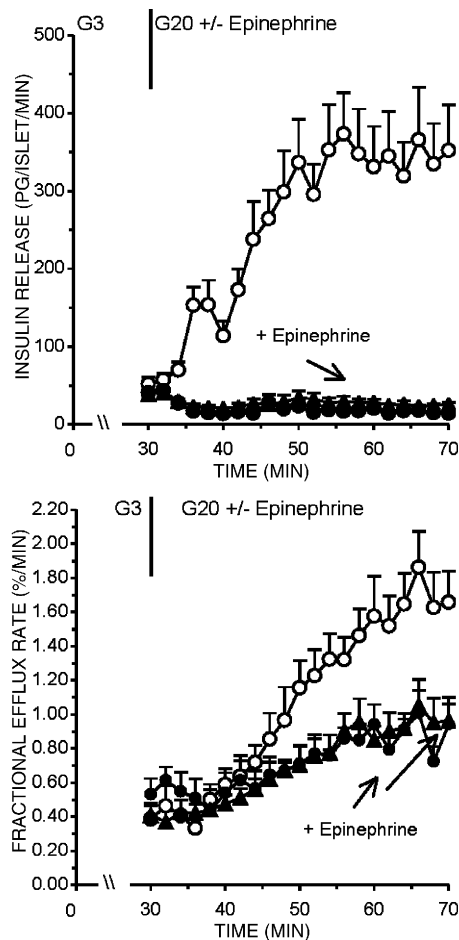 G3 G20 +/- Epinephrine
INSULIN RELEASE (PG/ISLET/MIN)
500
400
300
200
100
0
+ Epinephrine
0 // 30 40 50 60 70
TIME (MIN)
G3 G20 +/- Epinephrine
FRACTIONAL EFFLUX RATE (%/MIN)
2.00
1.80
1.60
1.40
1.20
1.00
0.80
0.60
0.40
0.20
0.00
+ Epinephrine
0 // 30 40 50 60 70
TIME (MIN)